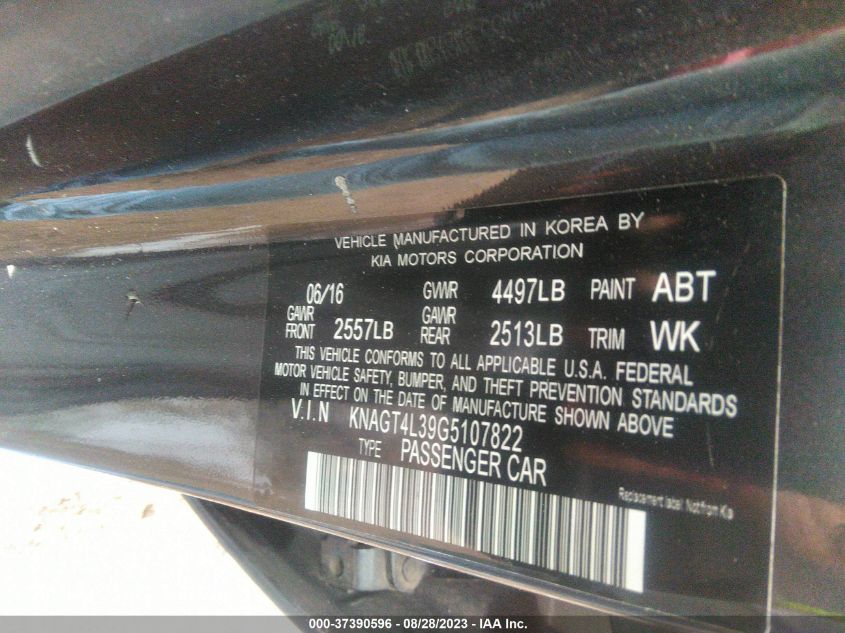 VEHICLE MANUFACTURED IN KOREA BY
KIA MOTORS CORPORATION
06/16 GVWR 4497LB PAINT ABT
GAWR FRONT 2557LB GAWR REAR 2513LB TRIM WK
THIS VEHICLE CONFORMS TO ALL APPLICABLE U.S.A. FEDERAL
MOTOR VEHICLE SAFETY, BUMPER, AND THEFT PREVENTION STANDARDS
IN EFFECT ON THE DATE OF MANUFACTURE SHOWN ABOVE
V.I.N KNAGT4L39G5107822
TYPE PASSENGER CAR
Replacement label Not from Kia
000-37390596 - 08/28/2023 - IAA Inc.